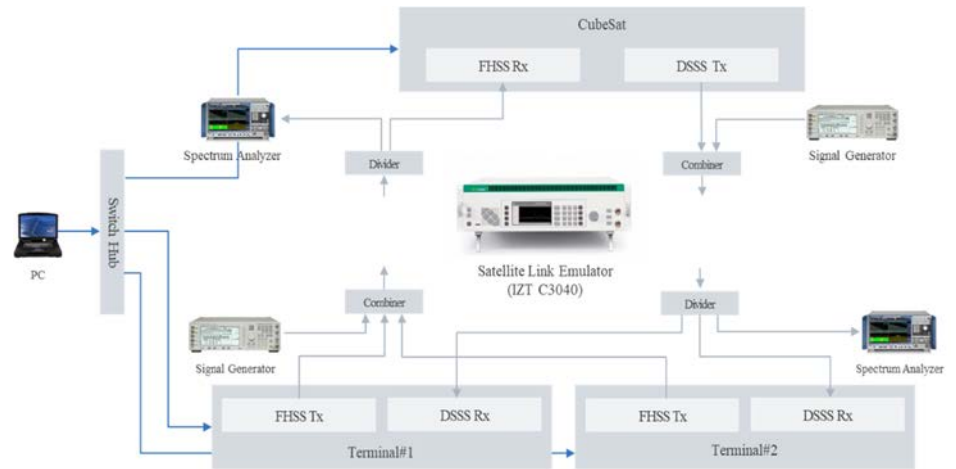 CubeSat
FHSS Rx
DSSS Tx
Spectrum Analyzer
Divider
Combiner
Signal Generator
Switch Hub
PC
Satellite Link Emulator
(IZT C3040)
Combiner
Divider
Signal Generator
Spectrum Analyzer
FHSS Tx
DSSS Rx
FHSS Tx
DSSS Rx
Terminal#1
Terminal#2